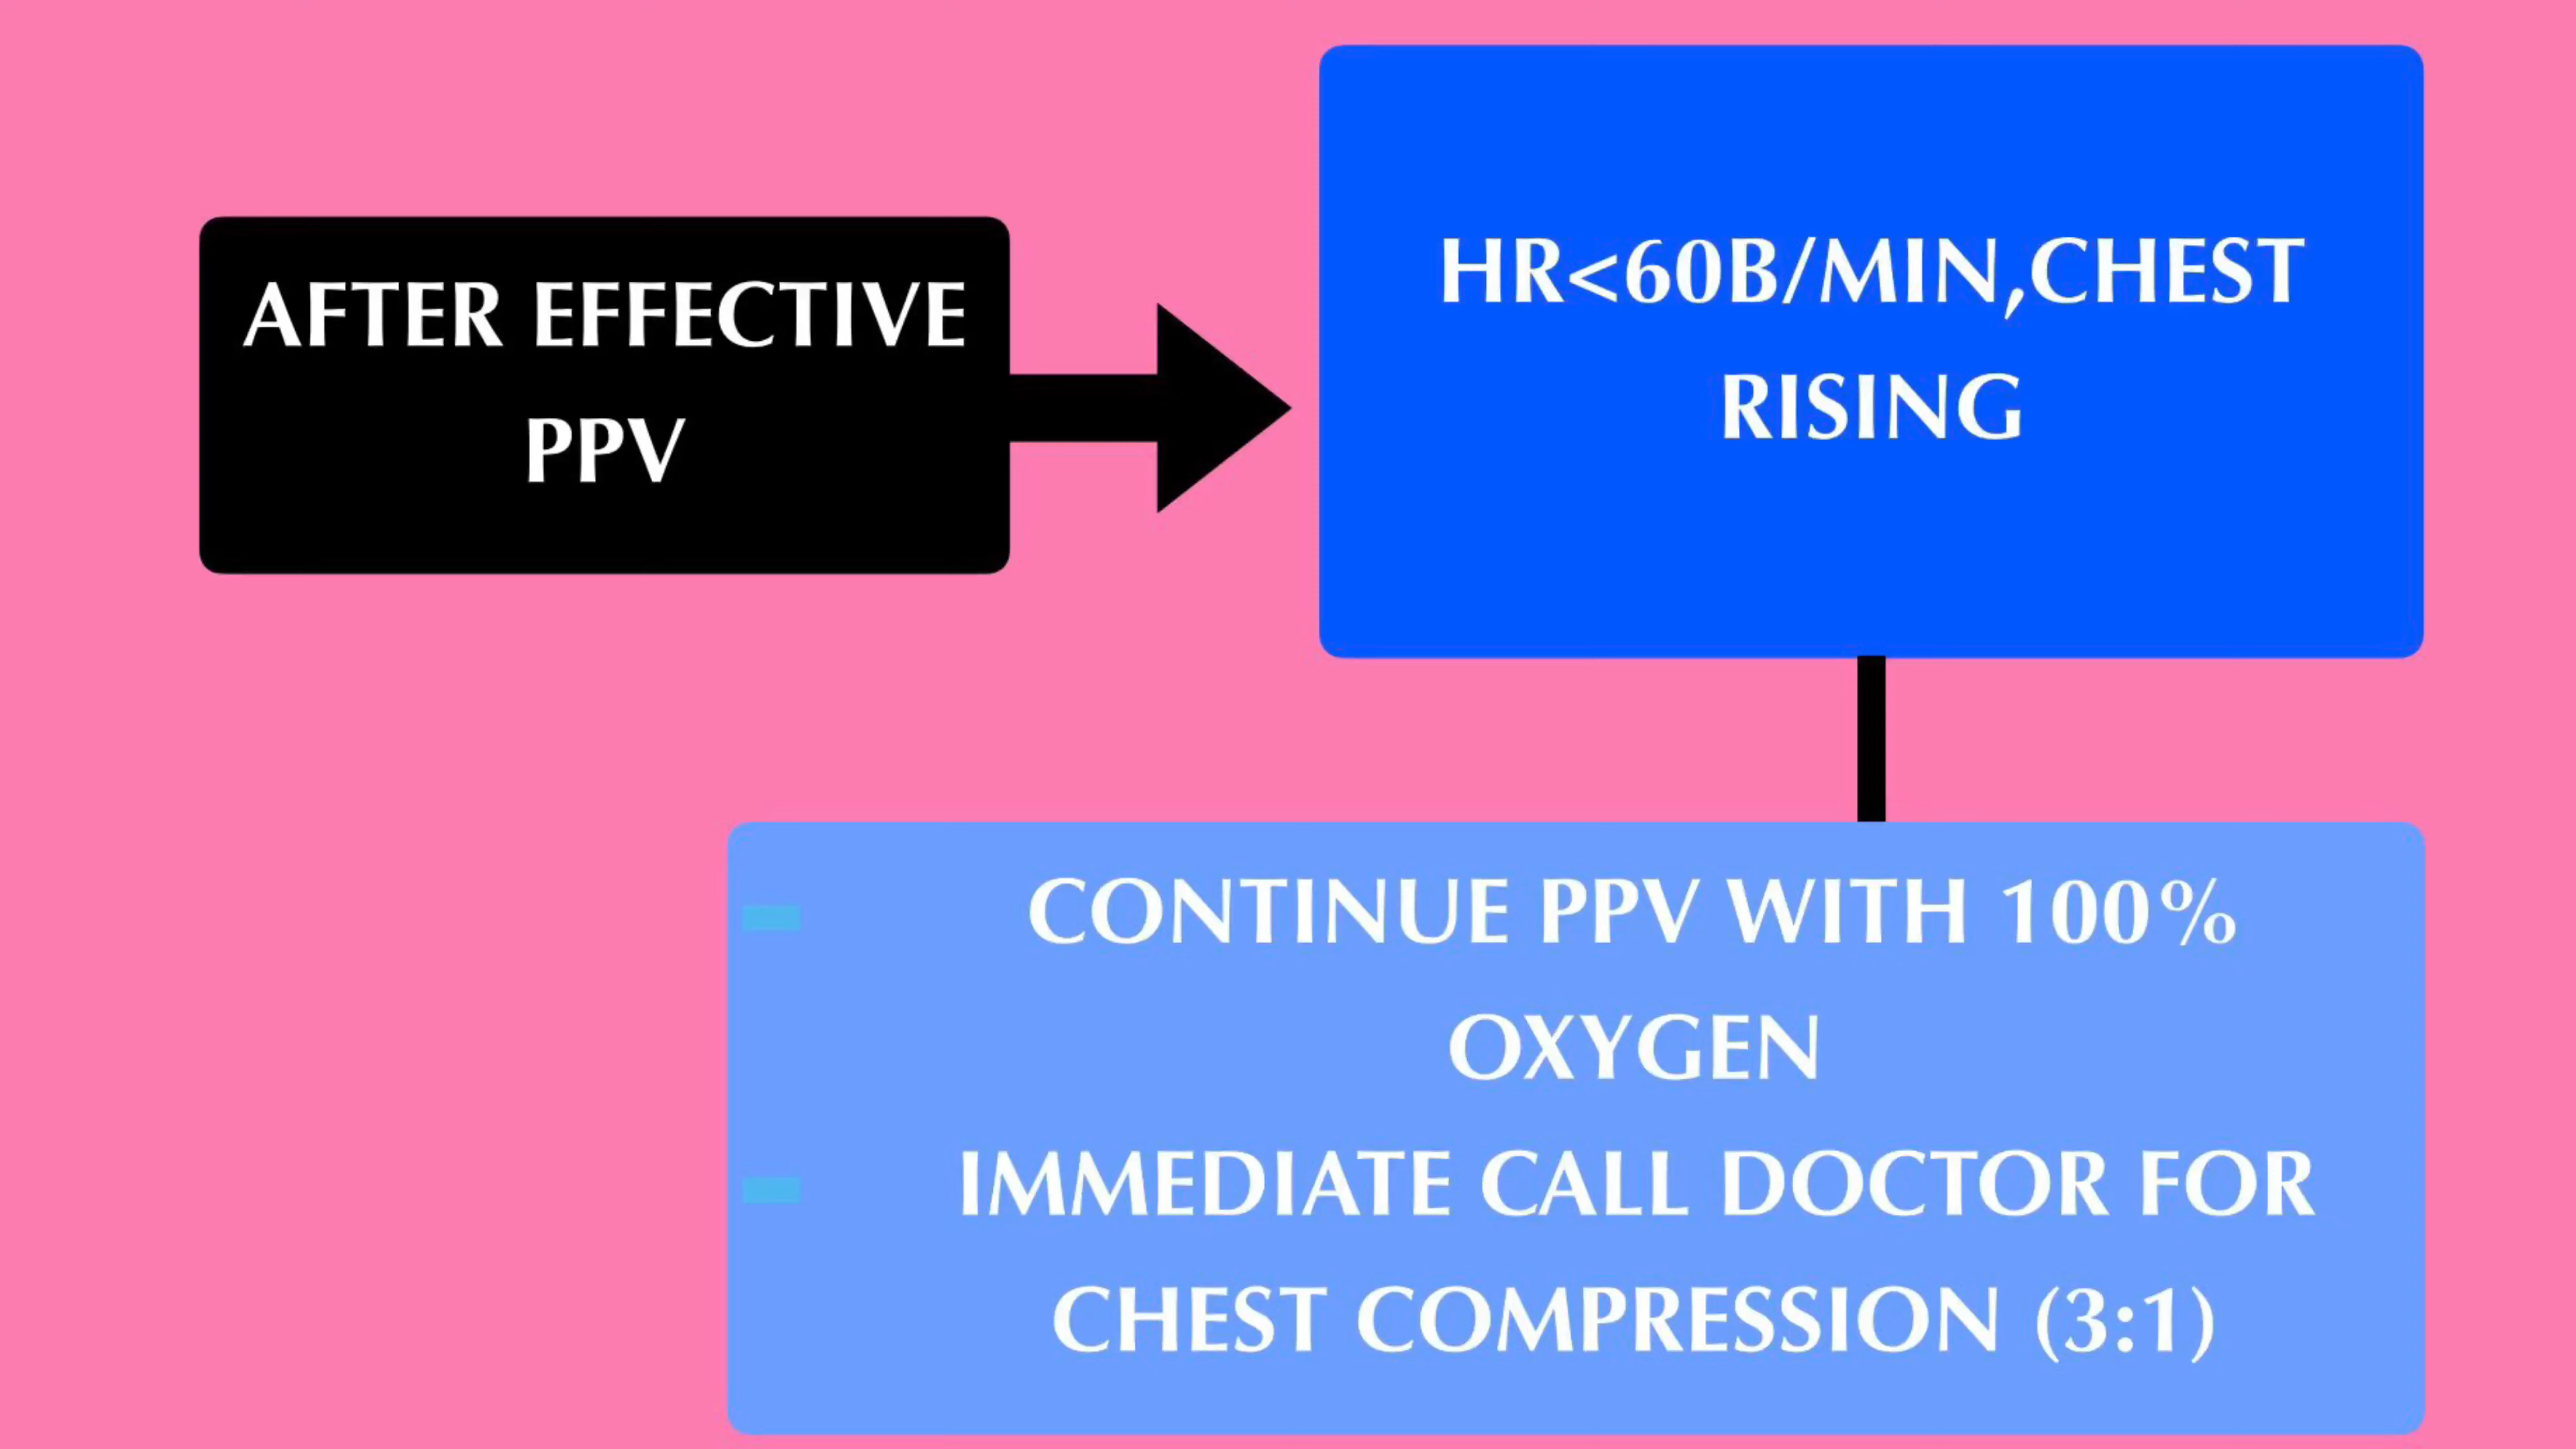 AFTER EFFECTIVE
PPV
HR<60B/MIN,CHEST
RISING
CONTINUE PPV WITH 100%
OXYGEN
IMMEDIATE CALL DOCTOR FOR
CHEST COMPRESSION (3:1)